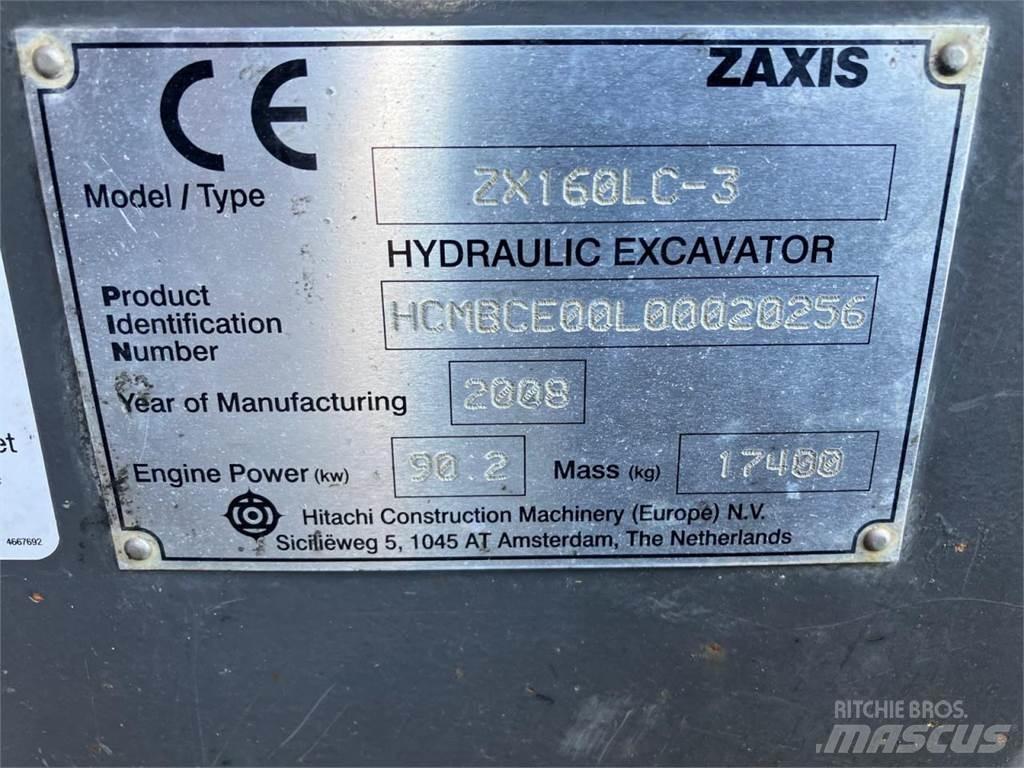 CE
ZAXIS
Model / Type ZX160LC-3
HYDRAULIC EXCAVATOR
Product
Identification HCMBCE00L00020256
Number
Year of Manufacturing 2008
Engine Power (kw) 90.2 Mass (kg) 17400
Hitachi Construction Machinery (Europe) N.V.
Siciliëweg 5, 1045 AT Amsterdam, The Netherlands
et
4667692
RITCHIE BROS.
MASCUS